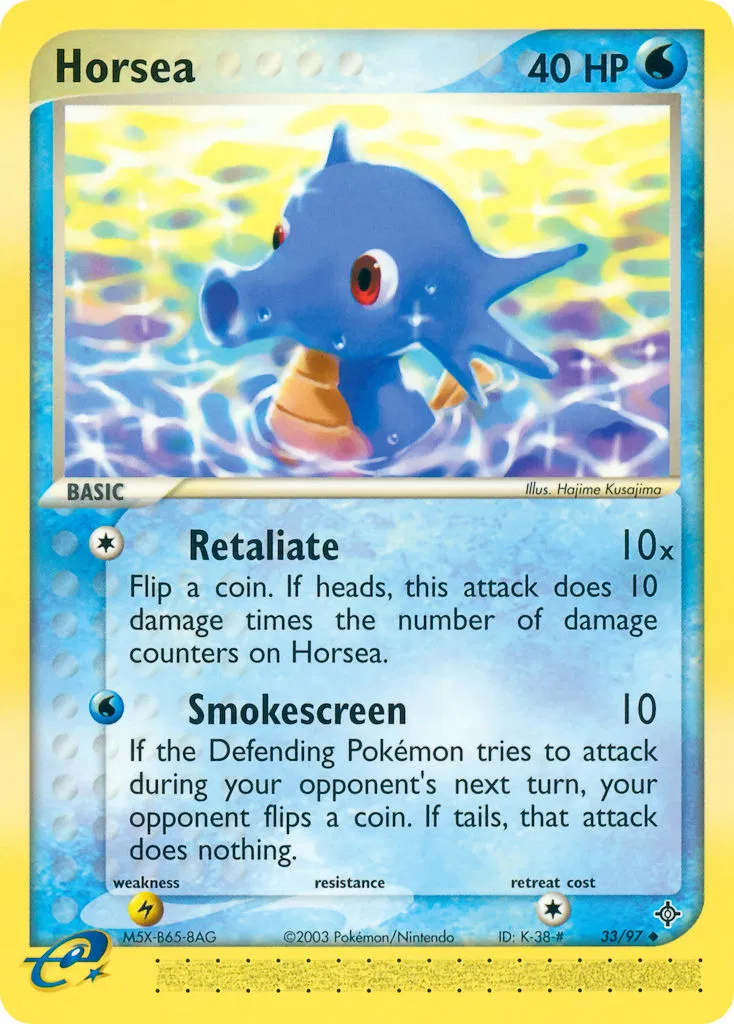 Horsea
40 HP
BASIC
Illus. Hajime Kusajima
Retaliate 10x
Flip a coin. If heads, this attack does 10
damage times the number of damage
counters on Horsea.
Smokescreen 10
If the Defending Pokémon tries to attack
during your opponent's next turn, your
opponent flips a coin. If tails, that attack
does nothing.
weakness resistance retreat cost
M5X-B65-8AG ©2003 Pokémon/Nintendo ID: K-38-# 33/97
e